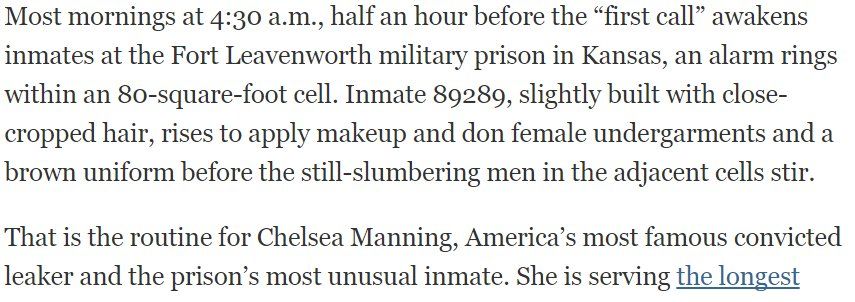 Most mornings at 4:30 a.m., half an hour before the “first call” awakens
inmates at the Fort Leavenworth military prison in Kansas, an alarm rings
within an 80-square-foot cell. Inmate 89289, slightly built with close-
cropped hair, rises to apply makeup and don female undergarments and a
brown uniform before the still-slumbering men in the adjacent cells stir.
That is the routine for Chelsea Manning, America’s most famous convicted
leaker and the prison’s most unusual inmate. She is serving the longest